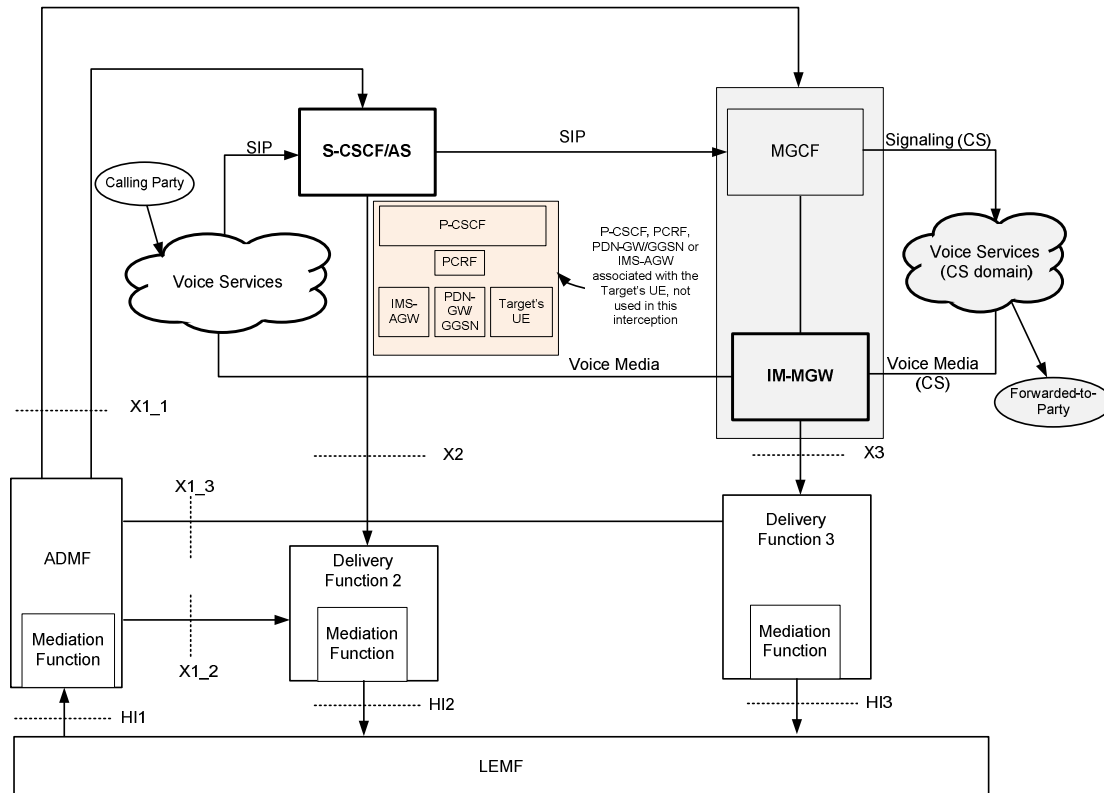 SIP
S-CSCF/AS
SIP
MGCF
Signaling (CS)
Calling Party
P-CSCF
PCRF
IMS-
AGW
PDN-
GW/
GGSN
Target's
UE
P-CSCF, PCRF,
PDN-GW/GGSN or
IMS-AGW
associated with the
Target's UE, not
used in this
interception
Voice Services
Voice Services
(CS domain)
Voice Media
IM-MGW
Voice Media
(CS)
Forwarded-to-
Party
X1_1
X2
X3
X1_3
ADMF
Mediation
Function
X1_2
Delivery
Function 2
Mediation
Function
Delivery
Function 3
Mediation
Function
HI1
HI2
HI3
LEMF